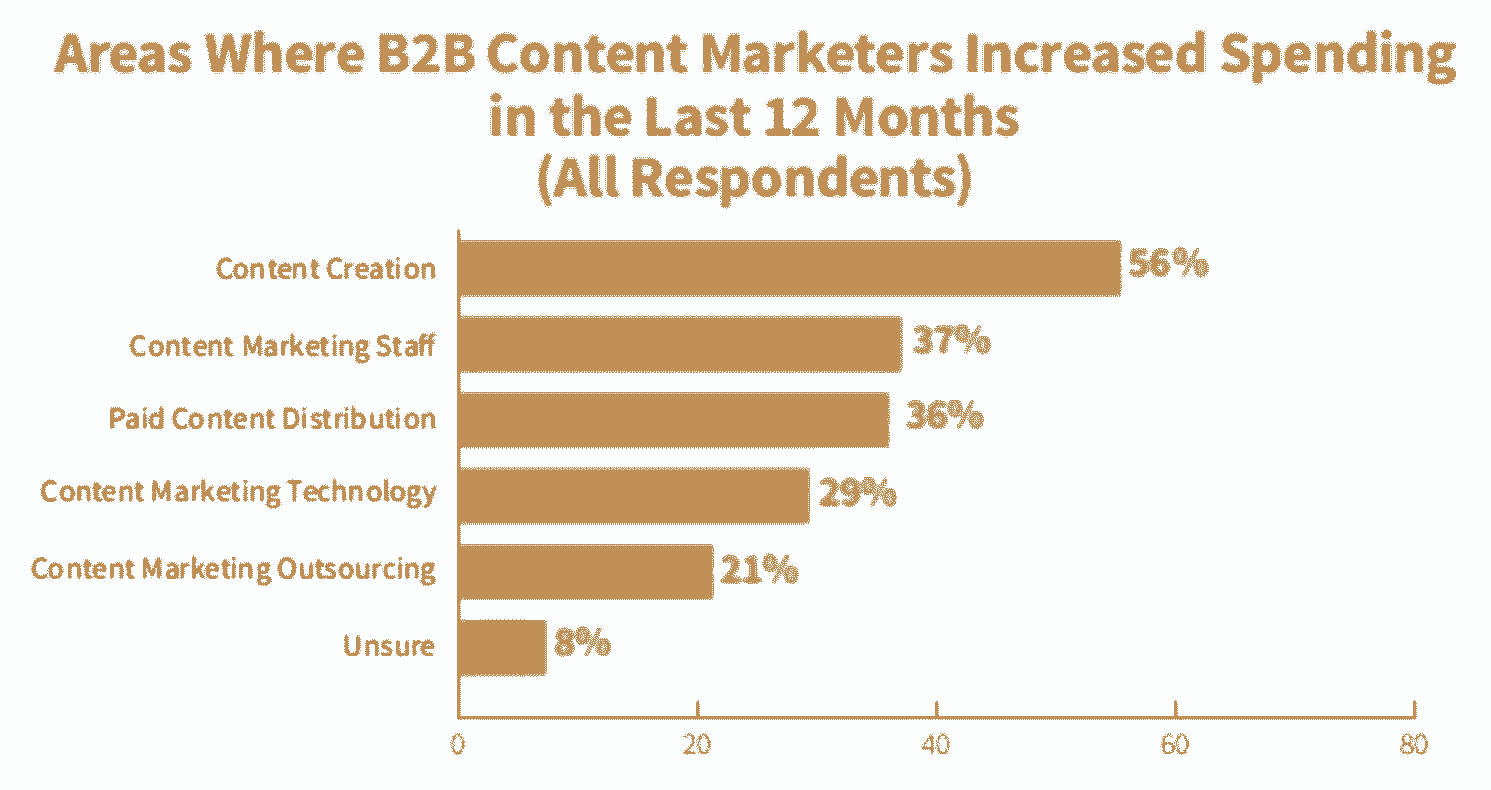 Areas Where B2B Content Marketers Increased Spending
in the Last 12 Months
(All Respondents)
Content Creation 56%
Content Marketing Staff 37%
Paid Content Distribution 36%
Content Marketing Technology 29%
Content Marketing Outsourcing 21%
Unsure 8%
0 20 40 60 80